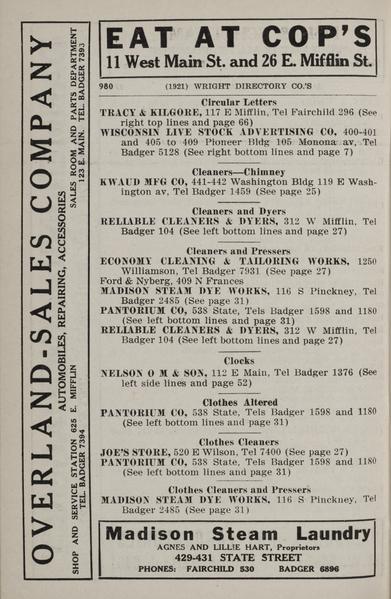 EAT AT COP'S
11 West Main St. and 26 E. Mifflin St.
980 (1921) WRIGHT DIRECTORY CO.'S
Circular Letters
TRACY & KILGORE, 117 E Mifflin, Tel Fairchild 296 (See
right top lines and page 66)
WISCONSIN LIVE STOCK ADVERTISING CO, 400-401
and 405 to 409 Pioneer Bldg 105 Monona av, Tel
Badger 5128 (See right bottom lines and page 7)
Cleaners—Chimney
KWAUD MFG CO, 441-442 Washington Bldg 119 E Wash-
ington av, Tel Badger 1459 (See page 25)
Cleaners and Dyers
RELIABLE CLEANERS & DYERS, 312 W Mifflin, Tel
Badger 104 (See left bottom lines and page 27)
Cleaners and Pressers
ECONOMY CLEANING & TAILORING WORKS, 1250
Williamson, Tel Badger 7931 (See page 27)
Ford & Nyberg, 409 N Frances
MADISON STEAM DYE WORKS, 116 S Pinckney, Tel
Badger 2485 (See page 31)
PANTORIUM CO, 538 State, Tels Badger 1598 and 1180
(See left bottom lines and page 31)
RELIABLE CLEANERS & DYERS, 312 W Mifflin, Tel
Badger 104 (See left bottom lines and page 27)
Clocks
NELSON O M & SON, 112 E Main, Tel Badger 1376 (See
left side lines and page 52)
Clothes Altered
PANTORIUM CO, 538 State, Tels Badger 1598 and 1180
(See left bottom lines and page 31)
Clothes Cleaners
JOE'S STORE, 520 E Wilson, Tel 7400 (See page 27)
PANTORIUM CO, 538 State, Tels Badger 1598 and 1180
(See left bottom lines and page 31)
Clothes Cleaners and Pressers
MADISON STEAM DYE WORKS, 116 S Pinckney, Tel
Badger 2485 (See page 31)
Madison Steam Laundry
AGNES AND LILLIE HART, Proprietors
429-431 STATE STREET
PHONES: FAIRCHILD 530 BADGER 6896
OVERLAND-SALES COMPANY
AUTOMOBILES, REPAIRING, ACCESSORIES
SHOP AND SERVICE STATION 625 E. MIFFLIN
TEL BADGER 7394
SALES ROOM AND PARTS DEPARTMENT
123 E. MAIN. TEL. BADGER 7393